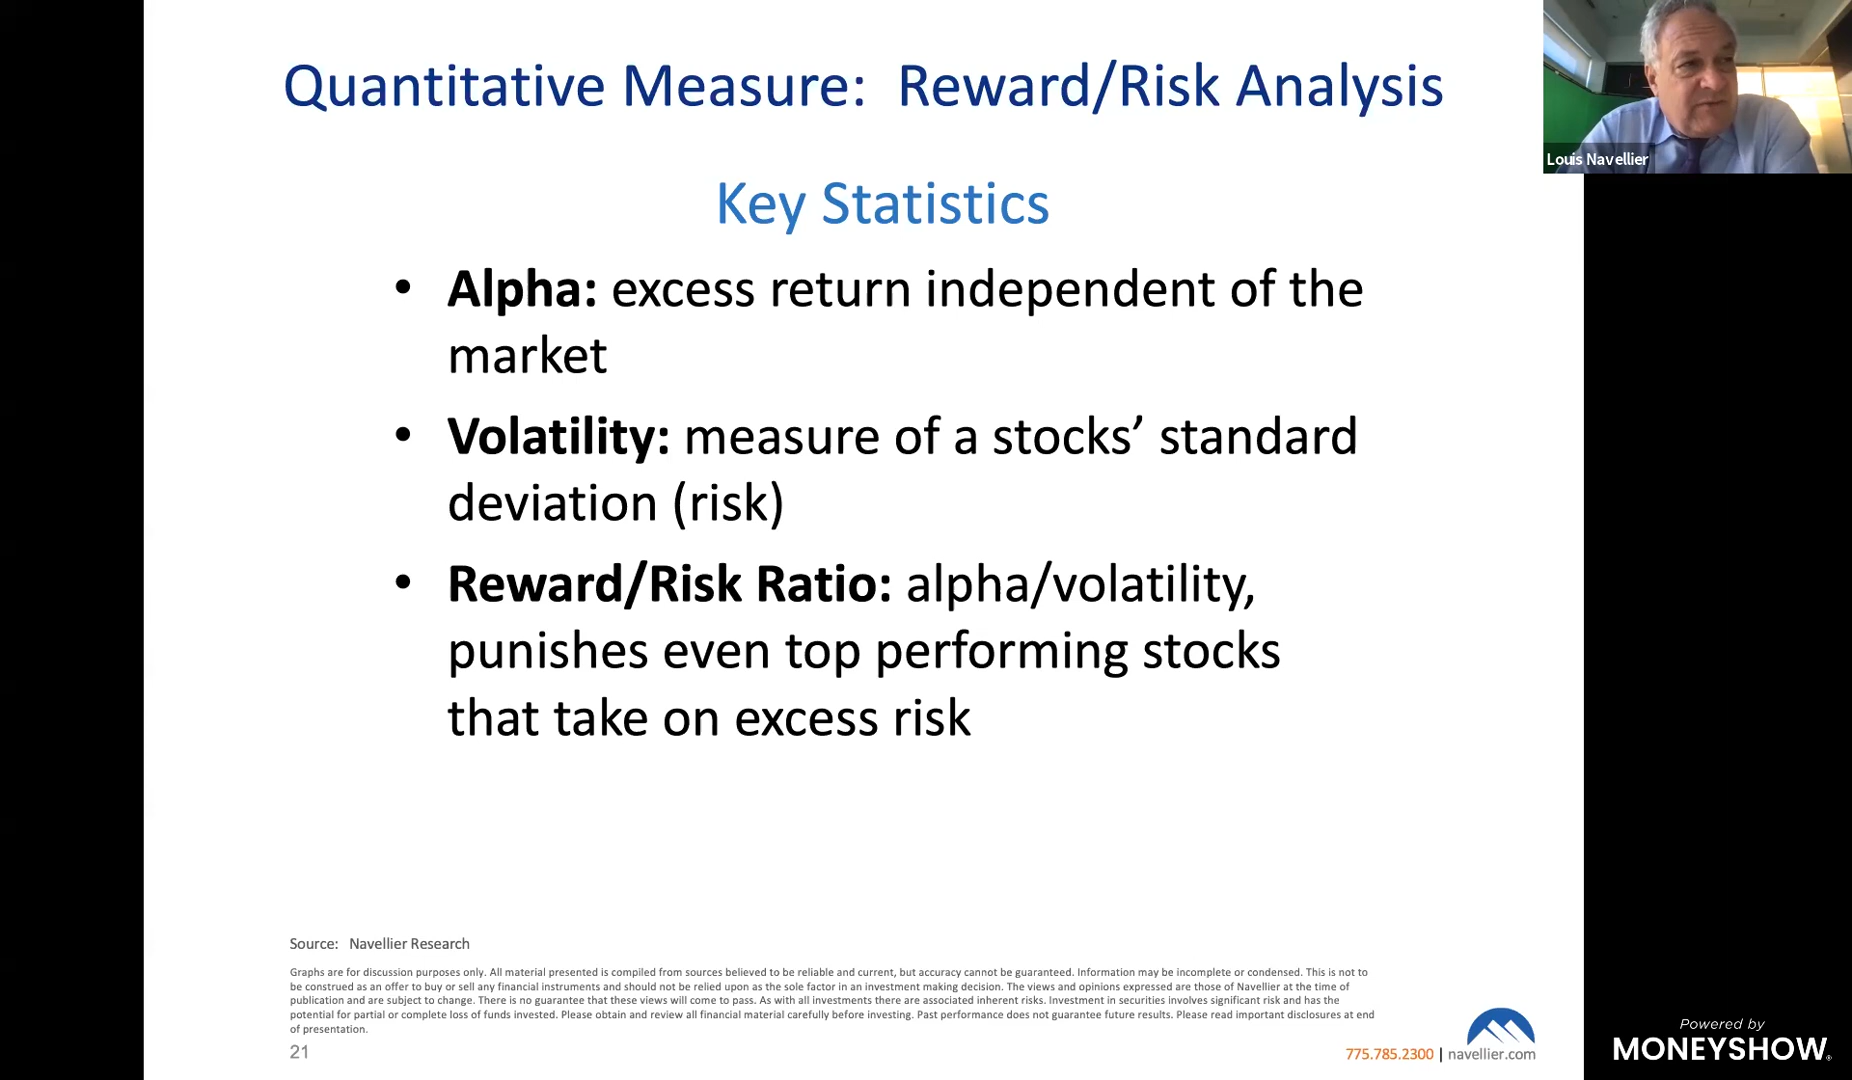 Quantitative Measure: Reward/Risk Analysis
Louis Navellier
Key Statistics
• Alpha: excess return independent of the
market
• Volatility: measure of a stocks’ standard
deviation (risk)
• Reward/Risk Ratio: alpha/volatility,
punishes even top performing stocks
that take on excess risk
Source: Navellier Research
Graphs are for discussion purposes only. All material presented is compiled from sources believed to be reliable and current, but accuracy cannot be guaranteed. Information may be incomplete or condensed. This is not to
be construed as an offer to buy or sell any financial instruments and should not be relied upon as the sole factor in an investment making decision. The views and opinions expressed are those of Navellier at the time of
publication and are subject to change. There is no guarantee that these views will come to pass. As with all investments there are associated inherent risks. Investment in securities involves significant risk and has the
potential for partial or complete loss of funds invested. Please obtain and review all financial material carefully before investing. Past performance does not guarantee future results. Please read important disclosures at end
of presentation.
21
775.785.2300 | navellier.com
Powered by
MONEYSHOW®